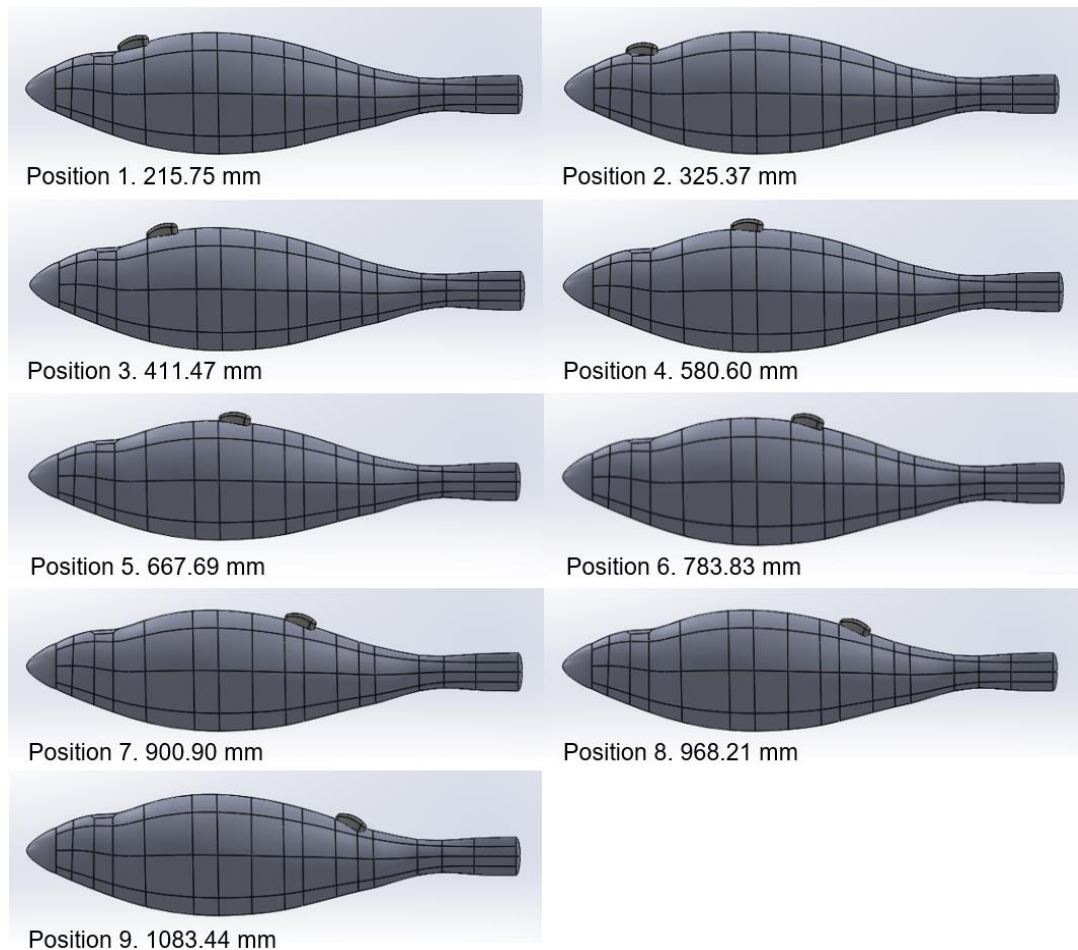 Position 1. 215.75 mm
Position 2. 325.37 mm
Position 3. 411.47 mm
Position 4. 580.60 mm
Position 5. 667.69 mm
Position 6. 783.83 mm
Position 7. 900.90 mm
Position 8. 968.21 mm
Position 9. 1083.44 mm